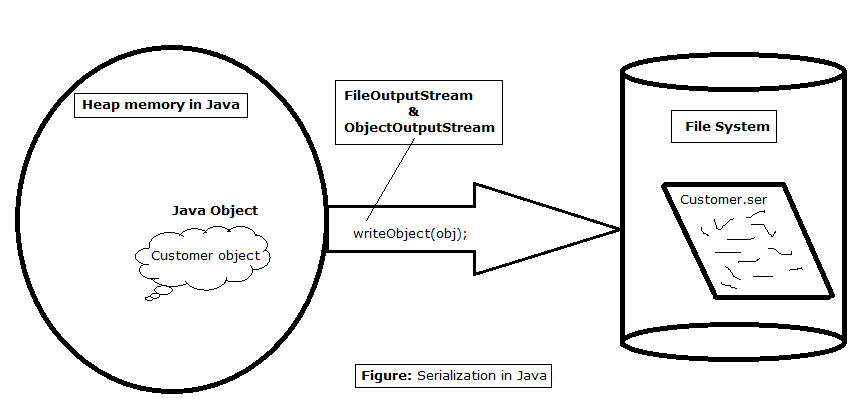 Heap memory in Java
Java Object
Customer object
FileOutputStream
&
ObjectOutputStream
writeObject(obj);
File System
Customer.ser
Figure: Serialization in Java